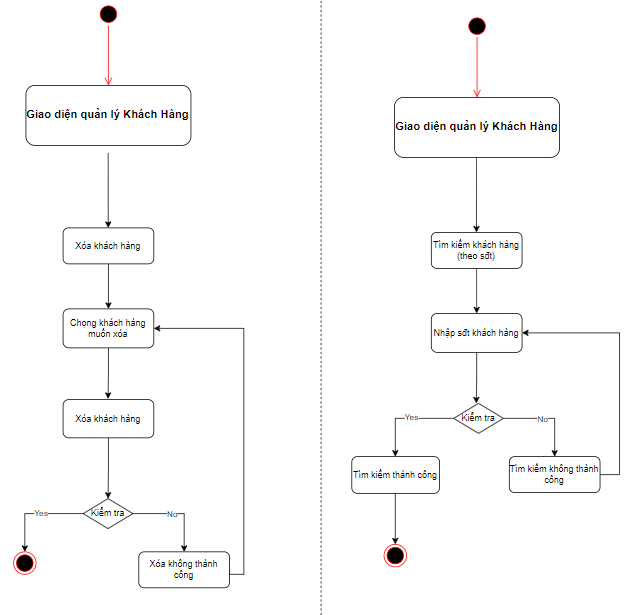 Giao diện quản lý Khách Hàng
Xóa khách hàng
Chọng khách hàng
muốn xóa
Xóa khách hàng
Kiểm tra
Yes
No
Xóa không thành
công
Giao diện quản lý Khách Hàng
Tìm kiếm khách hàng
(theo sđt)
Nhập sđt khách hàng
Kiểm tra
Yes
No
Tìm kiếm thành công
Tìm kiếm không thành
công